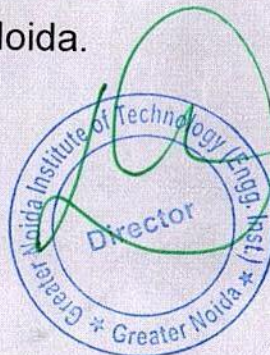 Noida.
Greater Noida Institute of Technology (Engg. Inst.)
Director
* Greater Noida *